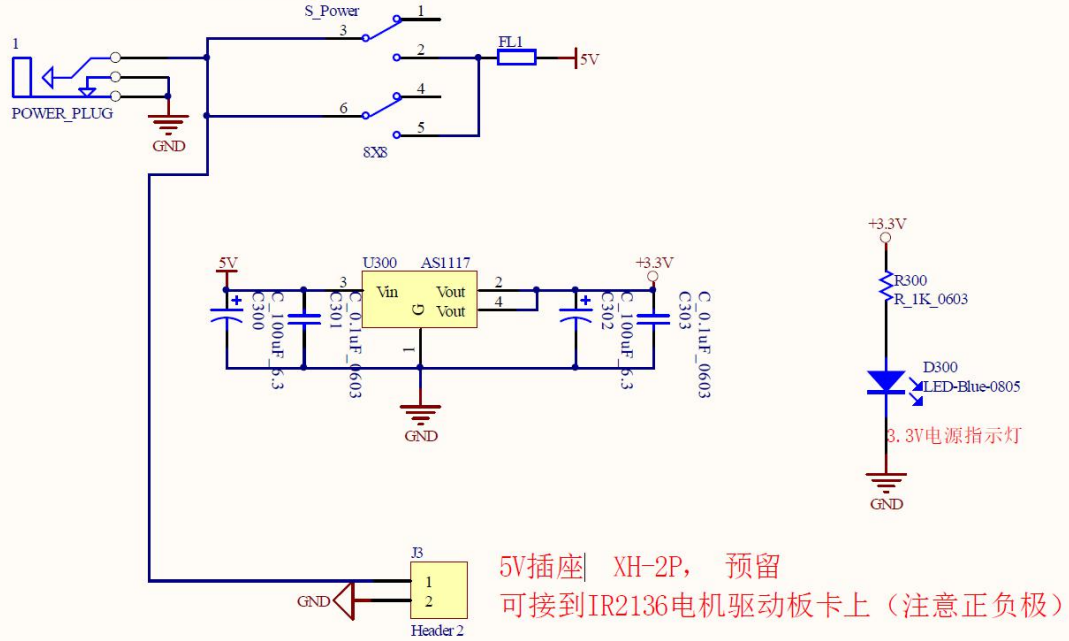 S_Power
1
3
1
2
FL1
5V
POWER_PLUG
GND
4
6
5
8X8
5V
U300 AS1117
+3.3V
3
Vin
Vout
2
Vout
4
G
1
C300
C_100uF_6.3
C301
C_0.1uF_0603
C302
C_100uF_6.3
C303
C_0.1uF_0603
GND
+3.3V
R300
R_1K_0603
D300
LED-Blue-0805
3.3V电源指示灯
GND
J3
1
2
GND
Header 2
5V插座 XH-2P, 预留
可接到IR2136电机驱动板卡上（注意正负极）